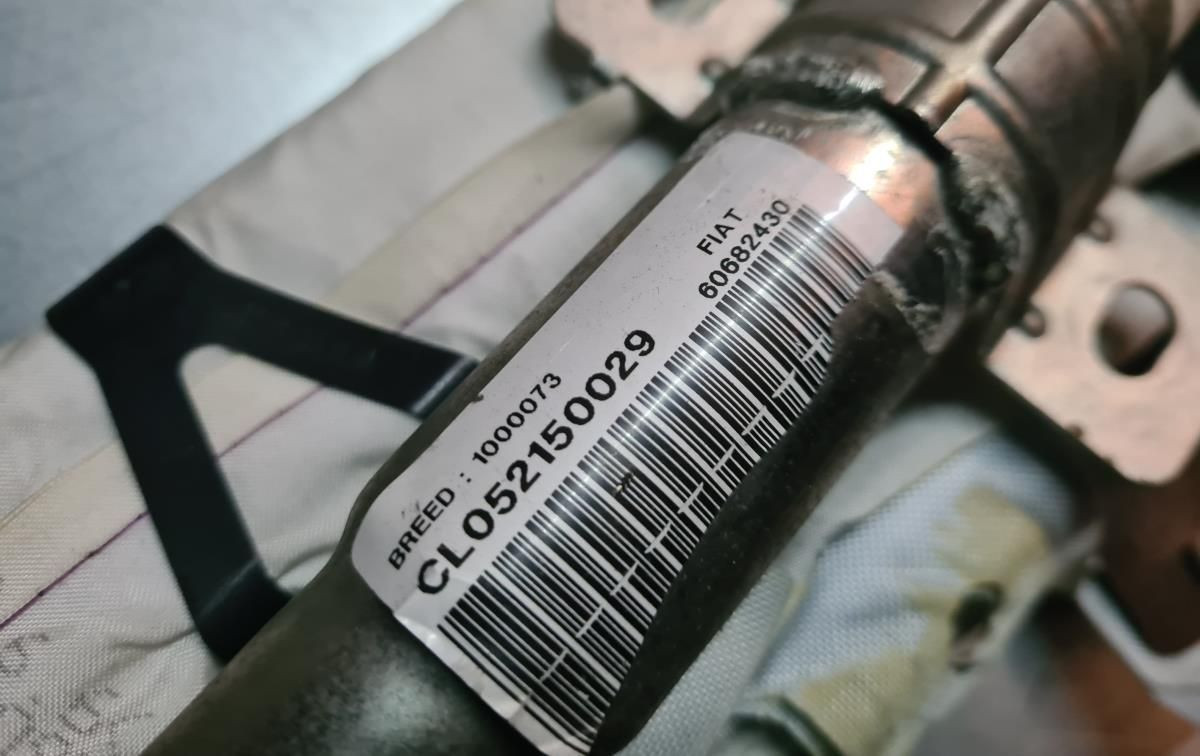 FIAT
60682430
BREED : 1000073
CL052150029